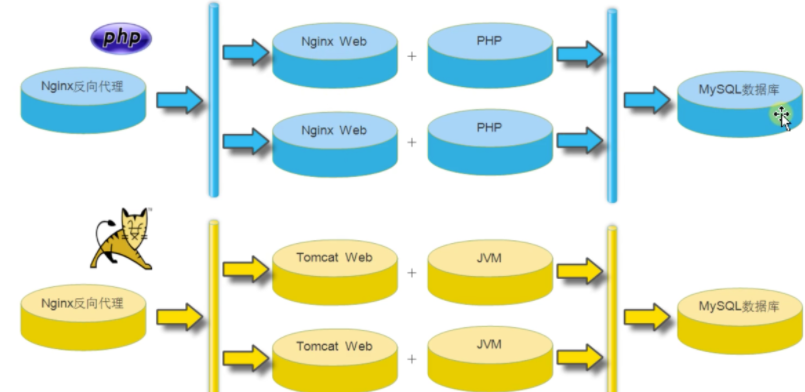 php
Nginx Web
+
PHP
Nginx反向代理
MySQL数据库
Nginx Web
+
PHP
Tomcat Web
+
JVM
Nginx反向代理
MySQL数据库
Tomcat Web
+
JVM